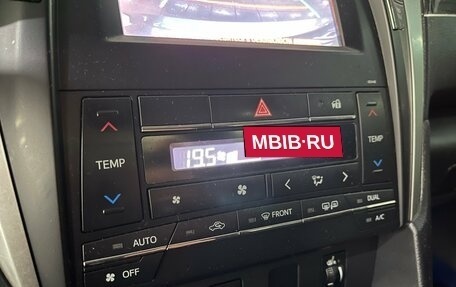 MBIB·RU
TEMP
TEMP
19.5
AUTO
FRONT
DUAL
OFF
A/C